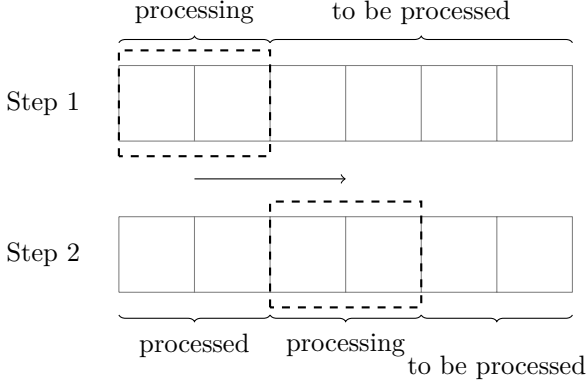 processing
to be processed
Step 1
Step 2
processed
processing
to be processed